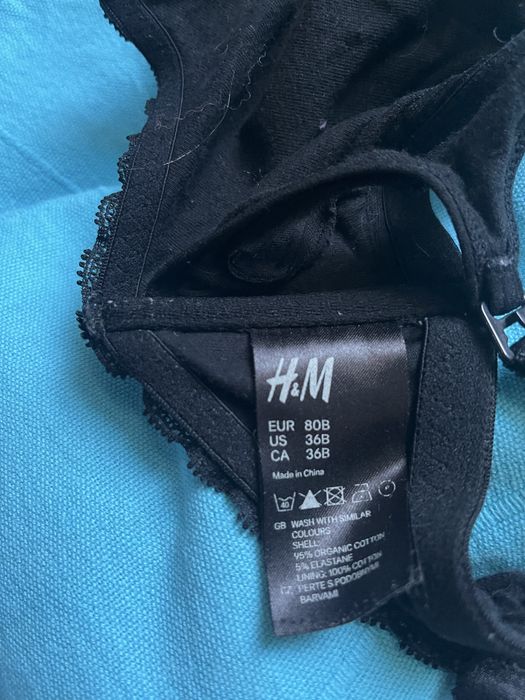 H&M
EUR 80B
US 36B
CA 36B
Made in China
40
GB WASH WITH SIMILAR
COLOURS
SHELL:
95% ORGANIC COTTON
5% ELASTANE
LINING: 100% COTTON
CZ PERTE S PODOBNÝMI
BARVAMI